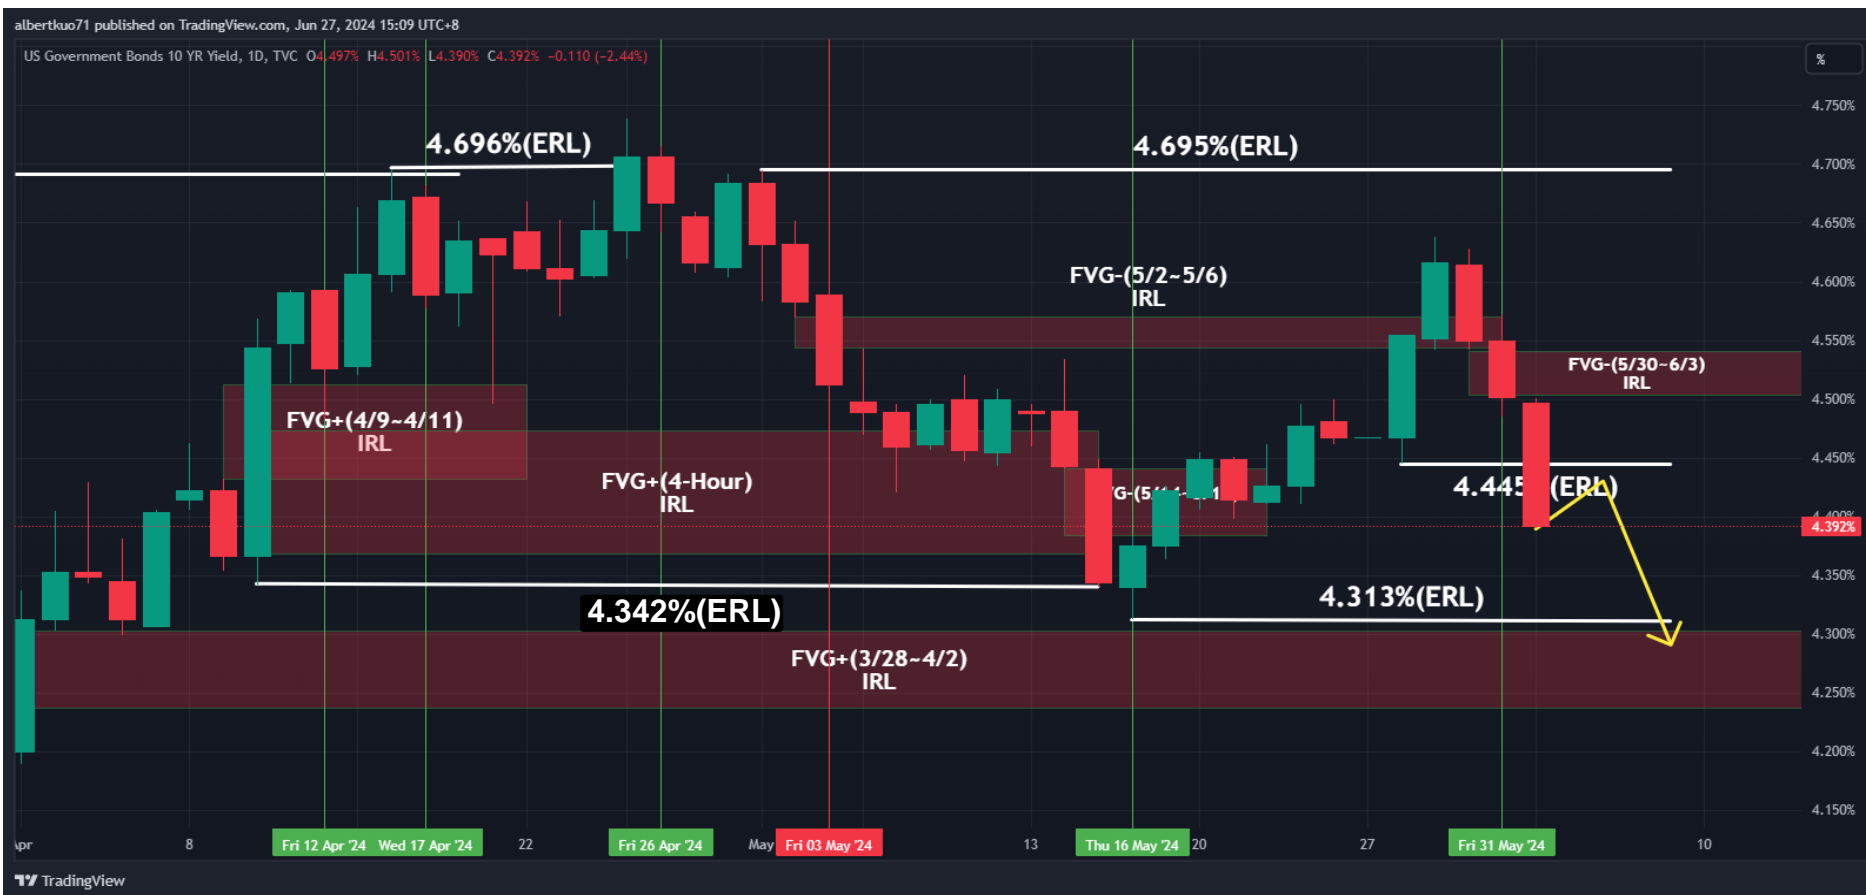 albertkuo71 published on TradingView.com, Jun 27, 2024 15:09 UTC+8
US Government Bonds 10 YR Yield, 1D, TVC O4.497% H4.501% L4.390% C4.392% −0.110 (−2.44%)
%
4.750%
4.696%(ERL)
4.695%(ERL)
4.700%
4.650%
FVG-(5/2~5/6)
IRL
4.600%
4.550%
FVG-(5/30~6/3)
IRL
4.500%
FVG+(4/9~4/11)
IRL
4.450%
FVG+(4-Hour)
IRL
(ERL)
4.400%
4.392%
4.350%
4.342%(ERL)
4.313%(ERL)
4.300%
FVG+(3/28~4/2)
IRL
4.250%
4.200%
4.150%
8 Fri 12 Apr '24 Wed 17 Apr '24 22 Fri 26 Apr '24 May Fri 03 May '24 13 Thu 16 May '24 20 27 Fri 31 May '24 10
TradingView